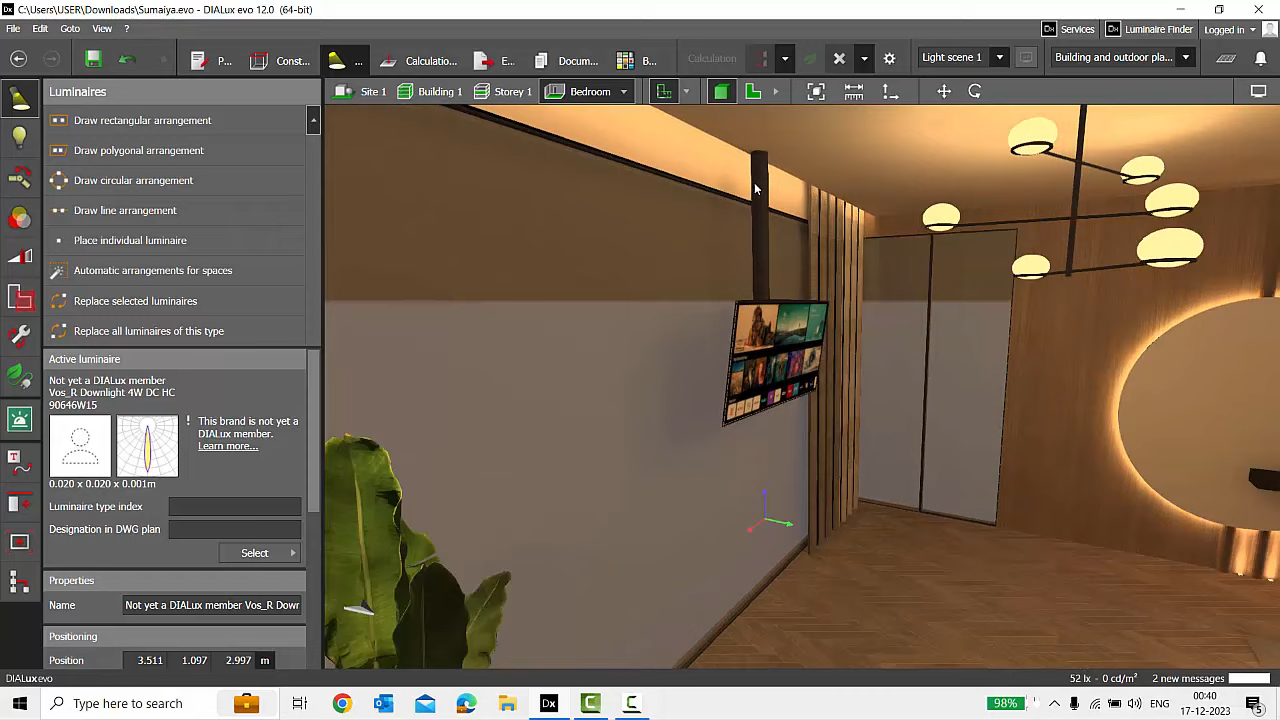 C:\Users\USER\Downloads\Sumaiya.evo - DIALux evo 12.0 (64-bit)
File Edit Golo View ?
Services Luminaire Finder Logged in
P... Const... ... Calculatio... E... Docum... B... Calculation Light scene 1 Building and outdoor pla...
Site 1 Building 1 Storey 1 Bedroom
Luminaires
Draw rectangular arrangement
Draw polygonal arrangement
Draw circular arrangement
Draw line arrangement
Place individual luminaire
Automatic arrangements for spaces
Replace selected luminaires
Replace all luminaires of this type
Active luminaire
Not yet a DIALux member
Vos_R Downlight 4W DC HC
90646W15
! This brand is not yet a
DIALux member.
Learn more...
0.020 x 0.020 x 0.001m
Luminaire type index
Designation in DWG plan
Select
Properties
Name Not yet a DIALux member Vos_R Dowr
Positioning
Position 3.511 1.097 2.997 m
DIALux evo 52 lx - 0 cd/m² 2 new messages
Type here to search 98% ENG 00:40
17-12-2023 5